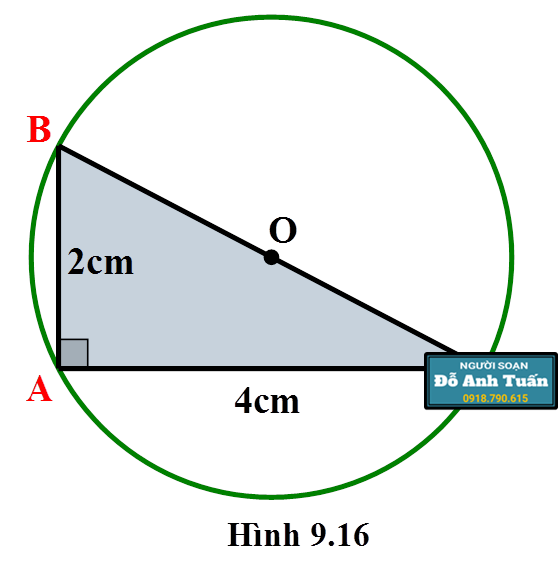 B
O
2cm
A
4cm
NGƯỜI SOẠN
Đỗ Anh Tuấn
0918.790.615
Hình 9.16